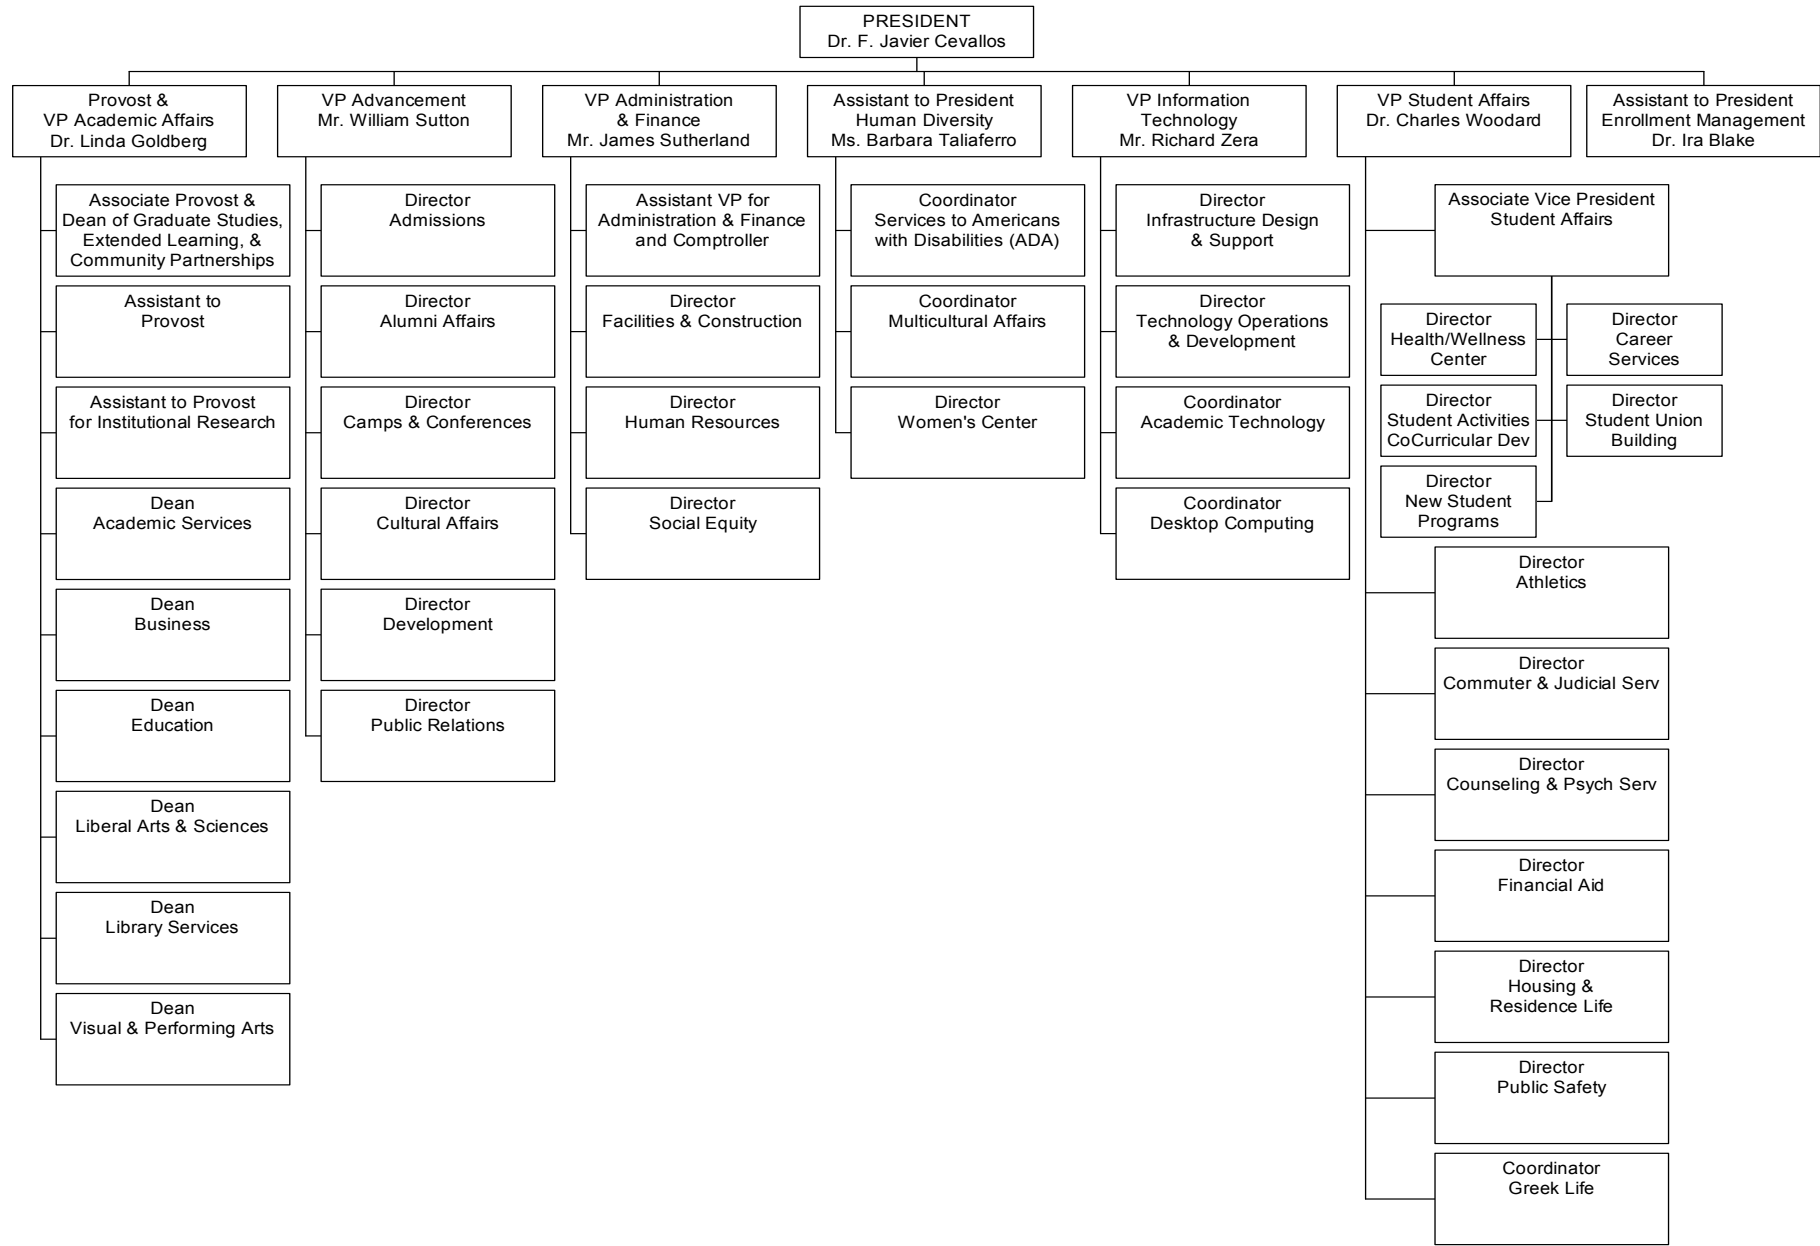 PRESIDENT
Dr. F. Javier Cevallos
Provost &
VP Academic Affairs
Dr. Linda Goldberg
VP Advancement
Mr. William Sutton
VP Administration
& Finance
Mr. James Sutherland
Assistant to President
Human Diversity
Ms. Barbara Taliaferro
VP Information
Technology
Mr. Richard Zera
VP Student Affairs
Dr. Charles Woodard
Assistant to President
Enrollment Management
Dr. Ira Blake
Associate Provost &
Dean of Graduate Studies,
Extended Learning, &
Community Partnerships
Assistant to
Provost
Assistant to Provost
for Institutional Research
Dean
Academic Services
Dean
Business
Dean
Education
Dean
Liberal Arts & Sciences
Dean
Library Services
Dean
Visual & Performing Arts
Director
Admissions
Director
Alumni Affairs
Director
Camps & Conferences
Director
Cultural Affairs
Director
Development
Director
Public Relations
Assistant VP for
Administration & Finance
and Comptroller
Director
Facilities & Construction
Director
Human Resources
Director
Social Equity
Coordinator
Services to Americans
with Disabilities (ADA)
Coordinator
Multicultural Affairs
Director
Women's Center
Director
Infrastructure Design
& Support
Director
Technology Operations
& Development
Coordinator
Academic Technology
Coordinator
Desktop Computing
Associate Vice President
Student Affairs
Director
Health/Wellness
Center
Director
Career
Services
Director
Student Activities
CoCurricular Dev
Director
Student Union
Building
Director
New Student
Programs
Director
Athletics
Director
Commuter & Judicial Serv
Director
Counseling & Psych Serv
Director
Financial Aid
Director
Housing &
Residence Life
Director
Public Safety
Coordinator
Greek Life